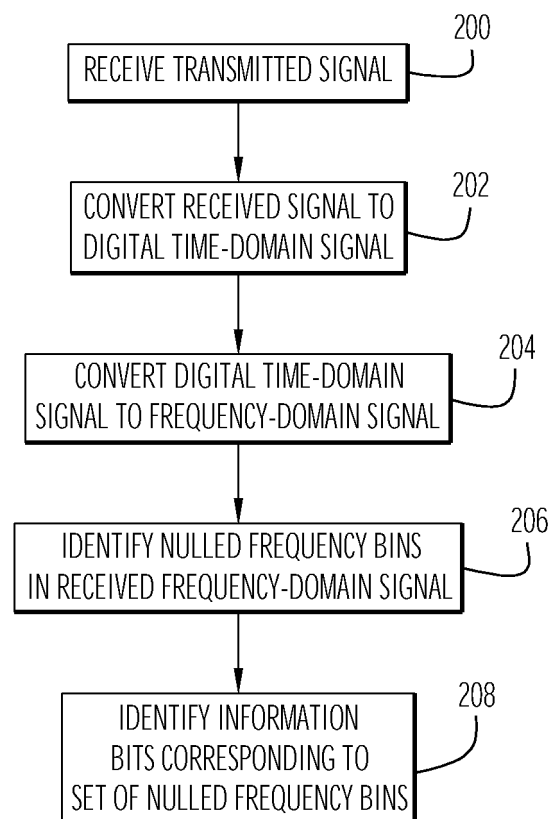 200
RECEIVE TRANSMITTED SIGNAL
202
CONVERT RECEIVED SIGNAL TO
DIGITAL TIME-DOMAIN SIGNAL
204
CONVERT DIGITAL TIME-DOMAIN
SIGNAL TO FREQUENCY-DOMAIN SIGNAL
206
IDENTIFY NULLED FREQUENCY BINS
IN RECEIVED FREQUENCY-DOMAIN SIGNAL
208
IDENTIFY INFORMATION
BITS CORRESPONDING TO
SET OF NULLED FREQUENCY BINS